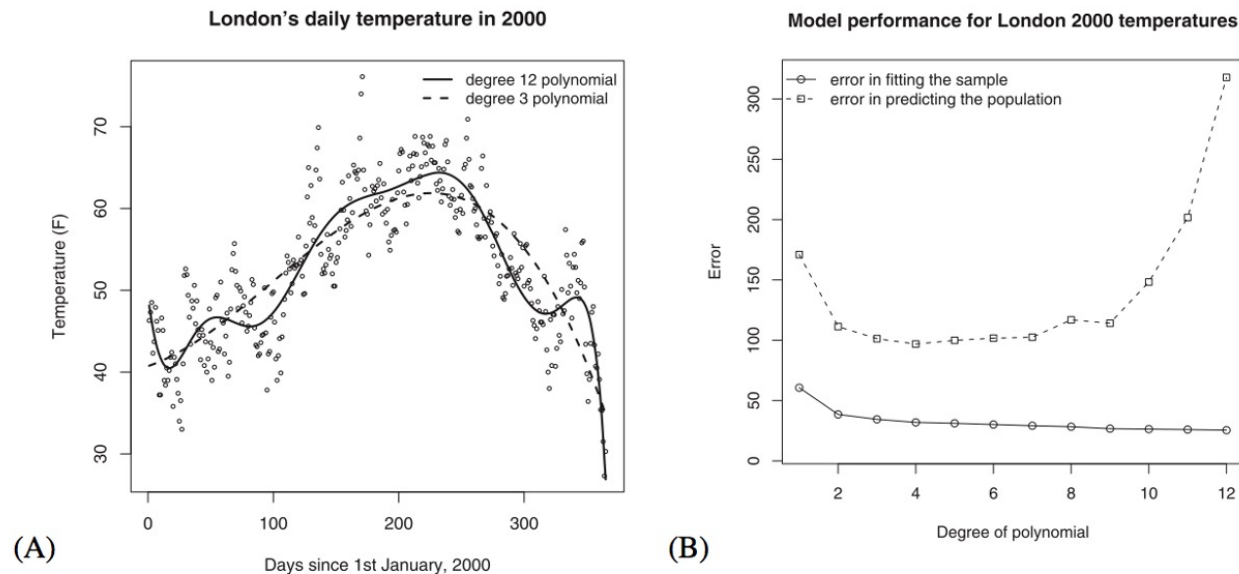 London's daily temperature in 2000
degree 12 polynomial
degree 3 polynomial
Temperature (F)
70
60
50
40
30
0 100 200 300
Days since 1st January, 2000
(A)
Model performance for London 2000 temperatures
error in fitting the sample
error in predicting the population
Error
300
250
200
150
100
50
0
2 4 6 8 10 12
Degree of polynomial
(B)